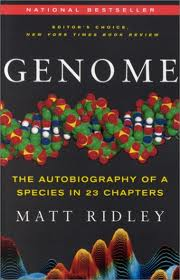 NATIONAL BESTSELLER
EDITOR'S CHOICE,
NEW YORK TIMES BOOK REVIEW
GENOME
THE AUTOBIOGRAPHY OF A
SPECIES IN 23 CHAPTERS
MATT RIDLEY